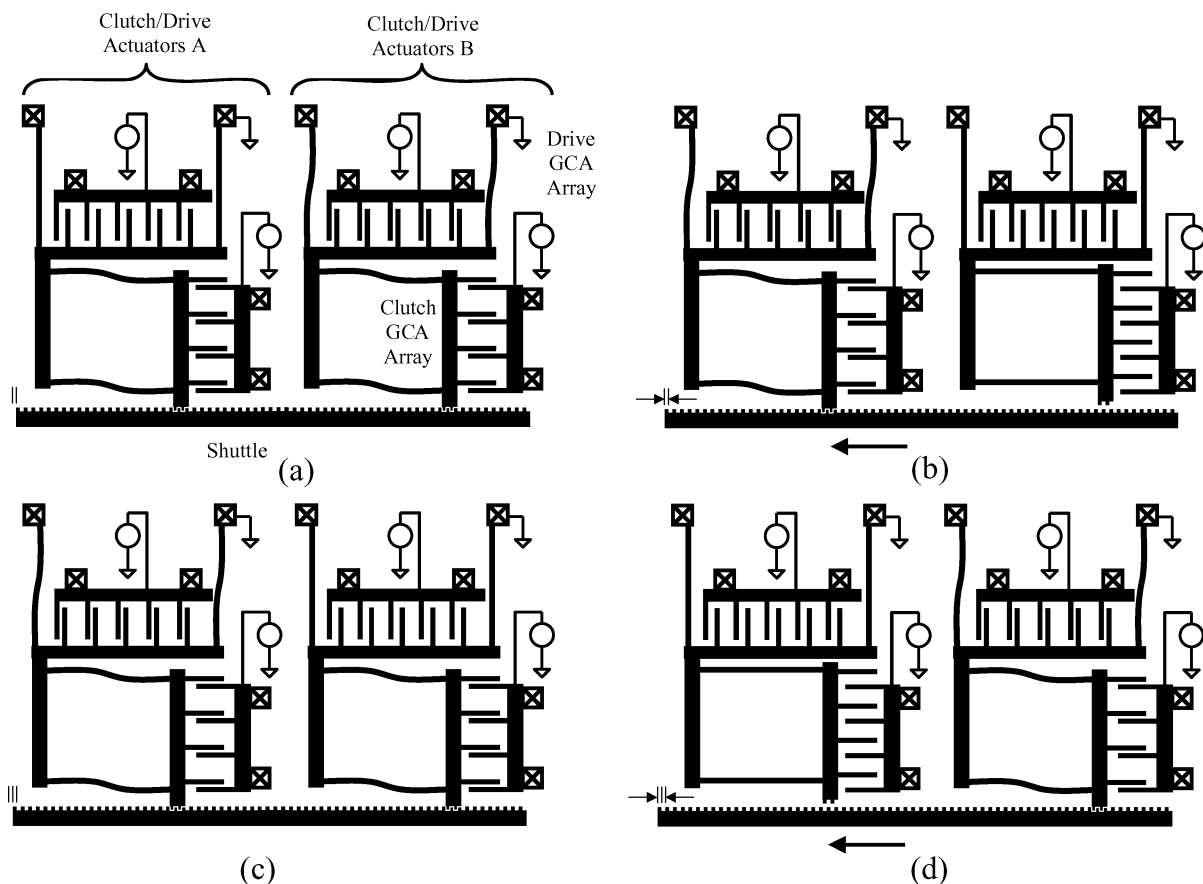 Clutch/Drive
Actuators A
Clutch/Drive
Actuators B
Drive
GCA
Array
Clutch
GCA
Array
Shuttle
(a)
(b)
(c)
(d)